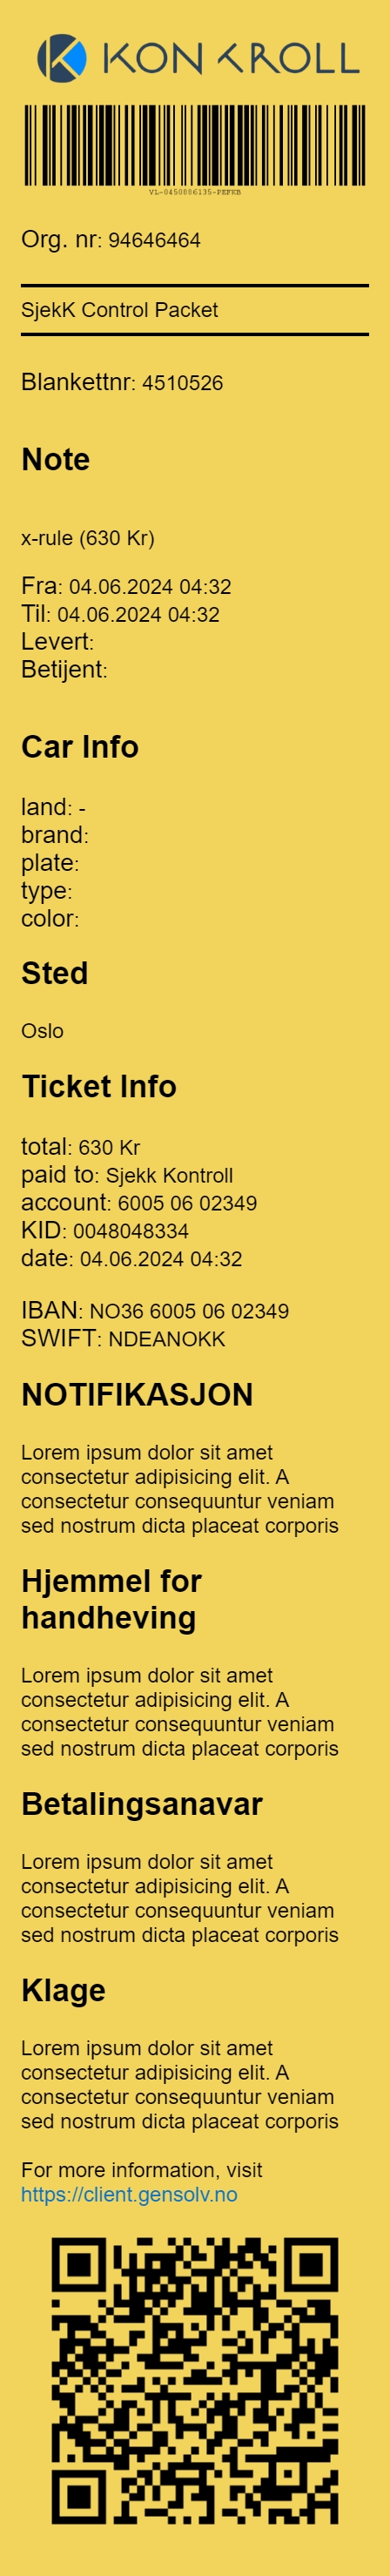 KONTROLL
VL-0450006135-PEFKB
Org. nr: 94646464
SjekK Control Packet
Blankettnr: 4510526
Note
x-rule (630 Kr)
Fra: 04.06.2024 04:32
Til: 04.06.2024 04:32
Levert:
Betijent:
Car Info
land: -
brand:
plate:
type:
color:
Sted
Oslo
Ticket Info
total: 630 Kr
paid to: Sjekk Kontroll
account: 6005 06 02349
KID: 0048048334
date: 04.06.2024 04:32
IBAN: NO36 6005 06 02349
SWIFT: NDEANOKK
NOTIFIKASJON
Lorem ipsum dolor sit amet
consectetur adipisicing elit. A
consectetur consequuntur veniam
sed nostrum dicta placeat corporis
Hjemmel for
handheving
Lorem ipsum dolor sit amet
consectetur adipisicing elit. A
consectetur consequuntur veniam
sed nostrum dicta placeat corporis
Betalingsanavar
Lorem ipsum dolor sit amet
consectetur adipisicing elit. A
consectetur consequuntur veniam
sed nostrum dicta placeat corporis
Klage
Lorem ipsum dolor sit amet
consectetur adipisicing elit. A
consectetur consequuntur veniam
sed nostrum dicta placeat corporis
For more information, visit
https://client.gensolv.no